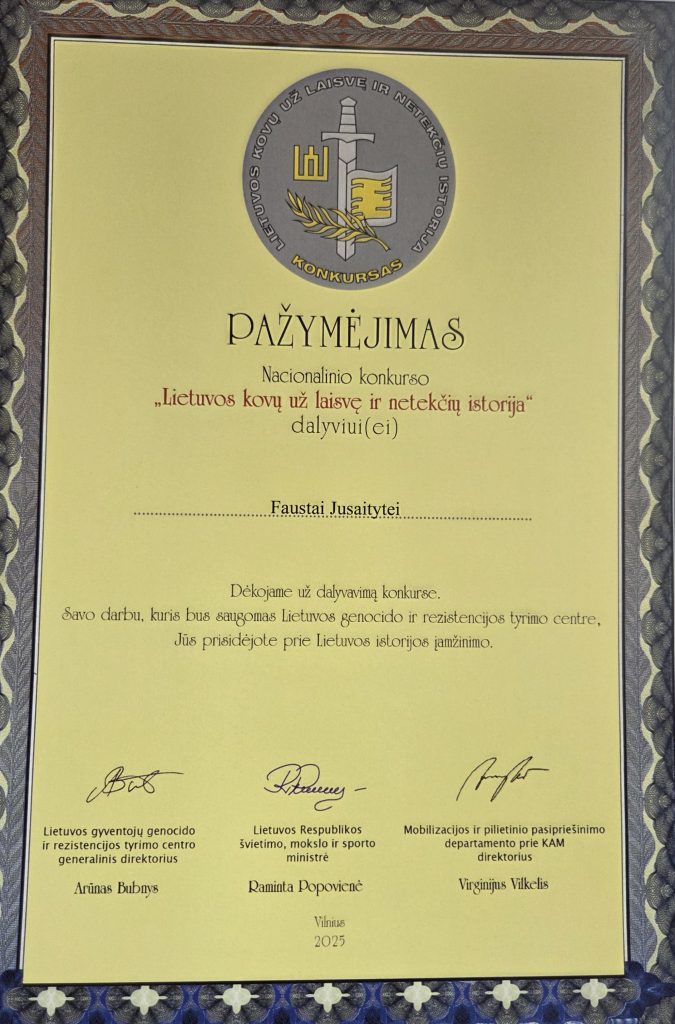 LIETUVOS KOVŲ UŽ LAISVĘ IR NETEKČIŲ ISTORIJA
KONKURSAS
PAŽYMĖJIMAS
Nacionalinio konkurso
„Lietuvos kovų už laisvę ir netekčių istorija“
dalyviui(ei)
Faustai Jusaitytei
Dėkojame už dalyvavimą konkurse.
Savo darbu, kuris bus saugomas Lietuvos genocido ir rezistencijos tyrimo centre,
Jūs prisidėjote prie Lietuvos istorijos įamžinimo.
Lietuvos gyventojų genocido
ir rezistencijos tyrimo centro
generalinis direktorius
Arūnas Bubnys
Lietuvos Respublikos
švietimo, mokslo ir sporto
ministrė
Raminta Popovienė
Mobilizacijos ir pilietinio pasipriešinimo
departamento prie KAM
direktorius
Virginijus Vilkelis
Vilnius
2025